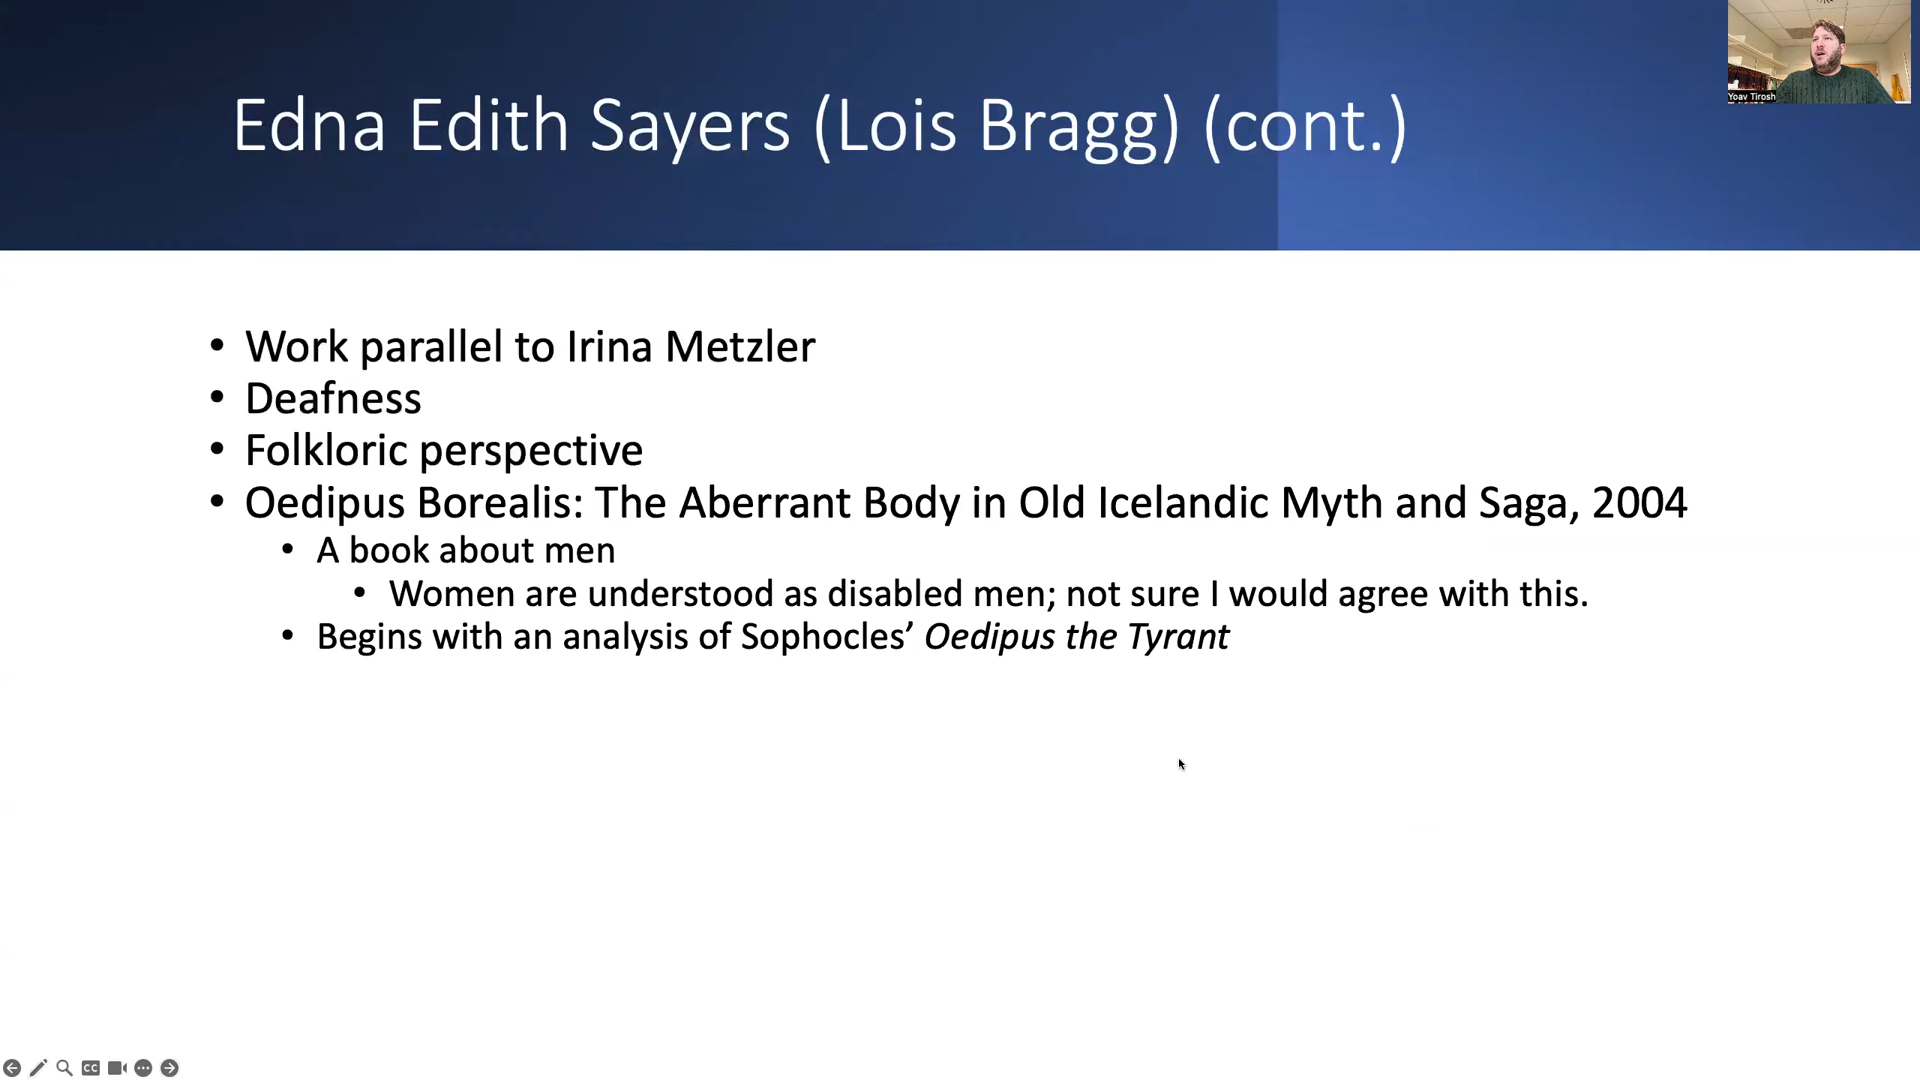 Edna Edith Sayers (Lois Bragg) (cont.)
Yoav Tirosh
• Work parallel to Irina Metzler
• Deafness
• Folkloric perspective
• Oedipus Borealis: The Aberrant Body in Old Icelandic Myth and Saga, 2004
• A book about men
• Women are understood as disabled men; not sure I would agree with this.
• Begins with an analysis of Sophocles’ Oedipus the Tyrant
CC